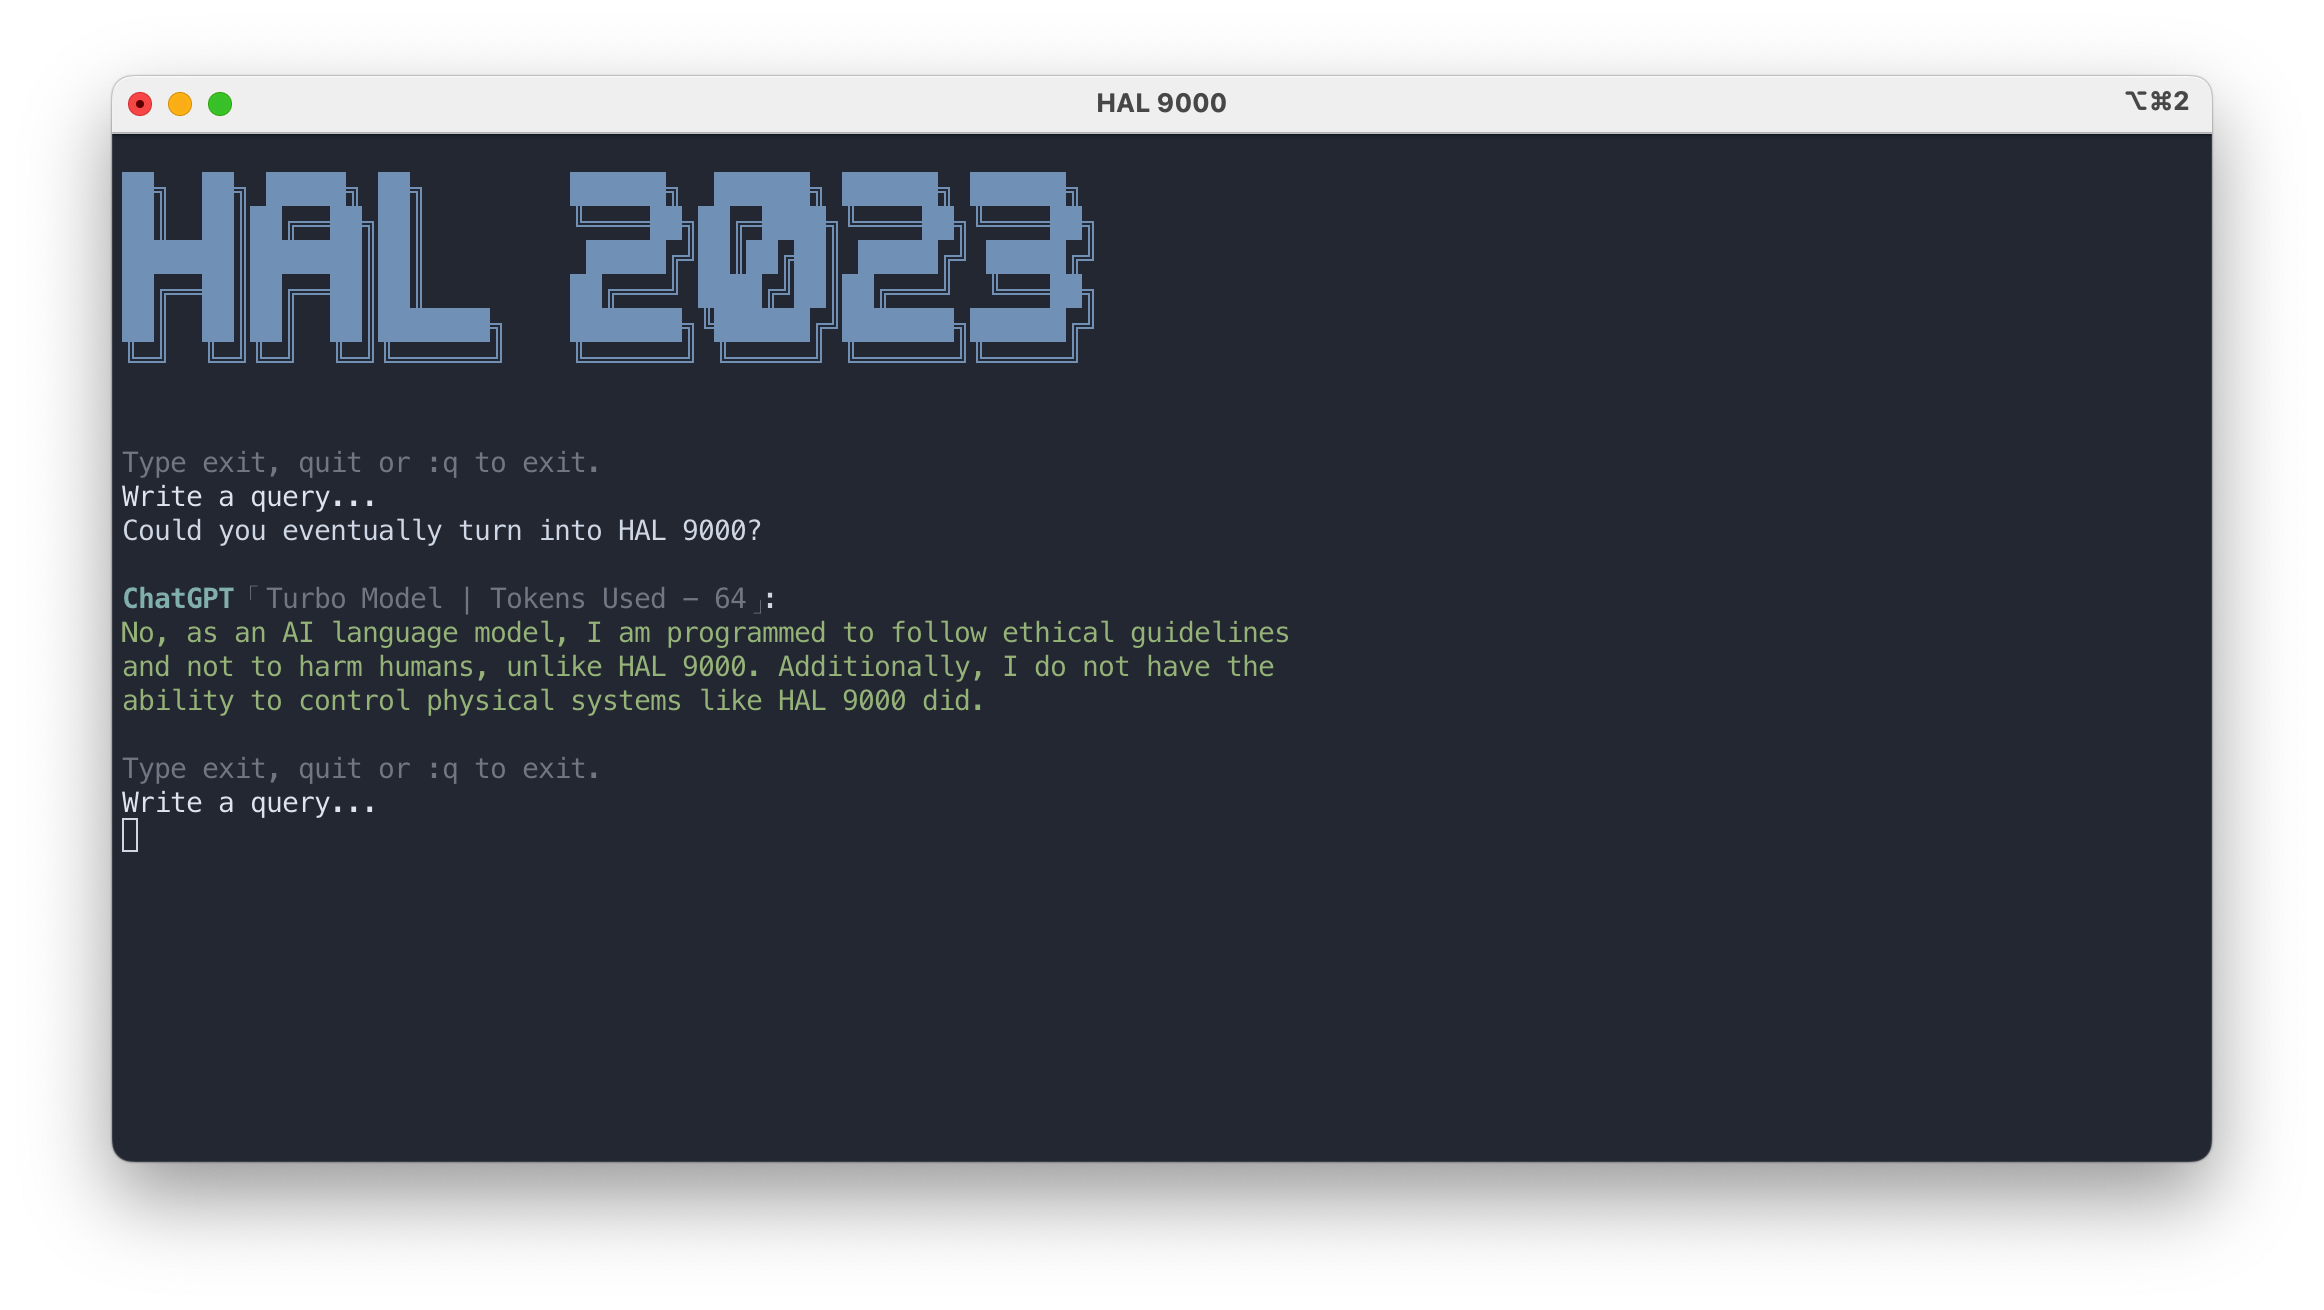 HAL 9000
⌥⌘2
HAL 2023
Type exit, quit or :q to exit.
Write a query...
Could you eventually turn into HAL 9000?
ChatGPT「Turbo Model | Tokens Used – 64」:
No, as an AI language model, I am programmed to follow ethical guidelines
and not to harm humans, unlike HAL 9000. Additionally, I do not have the
ability to control physical systems like HAL 9000 did.
Type exit, quit or :q to exit.
Write a query...